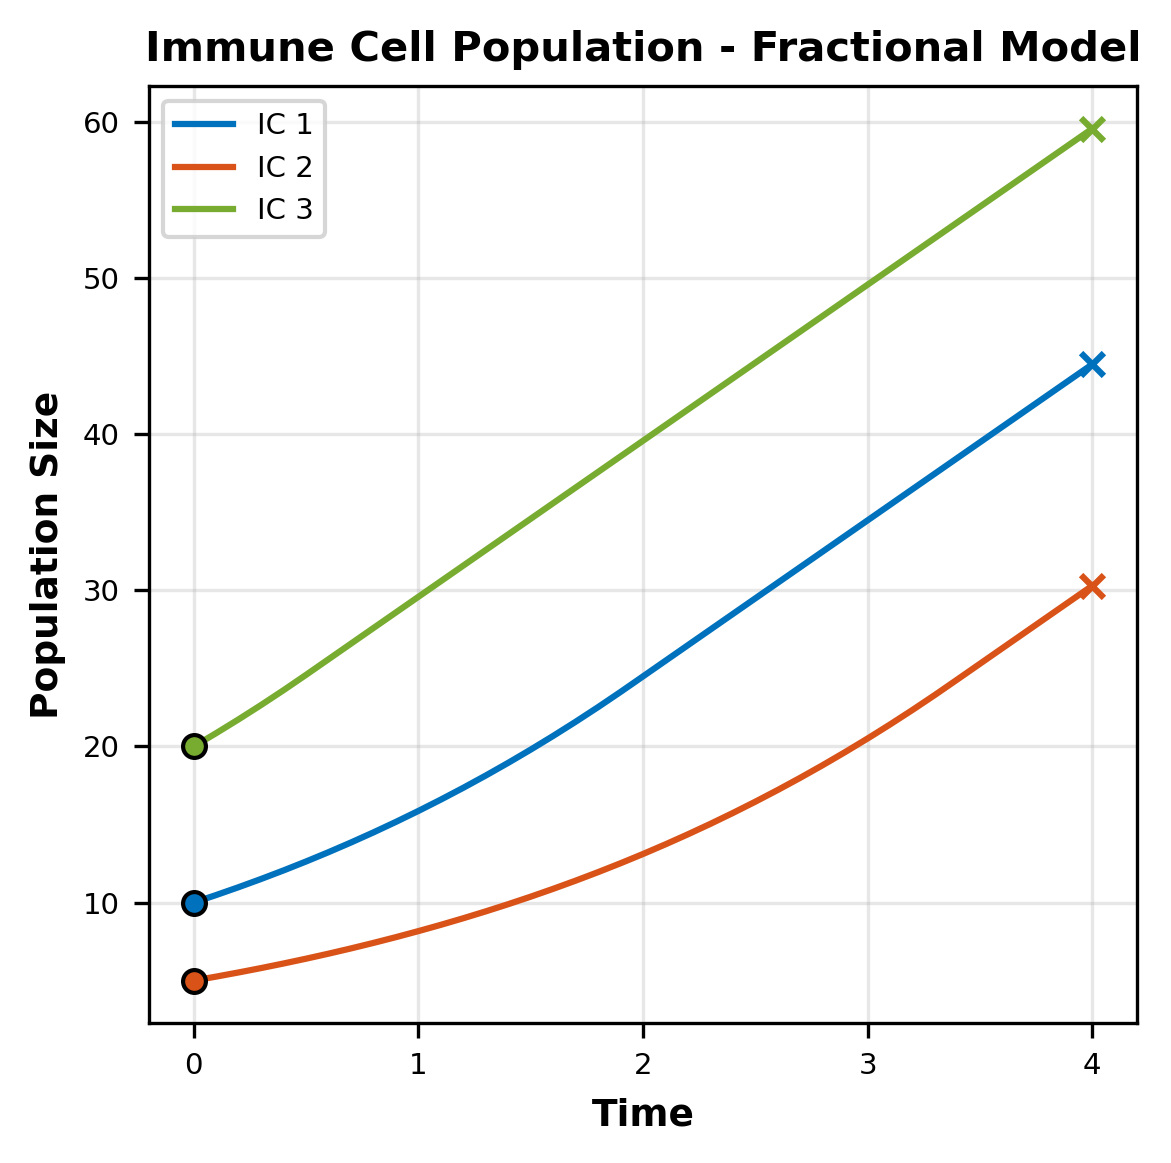 Immune Cell Population - Fractional Model
IC 1
IC 2
IC 3
60
50
40
30
20
10
Population Size
0 1 2 3 4
Time